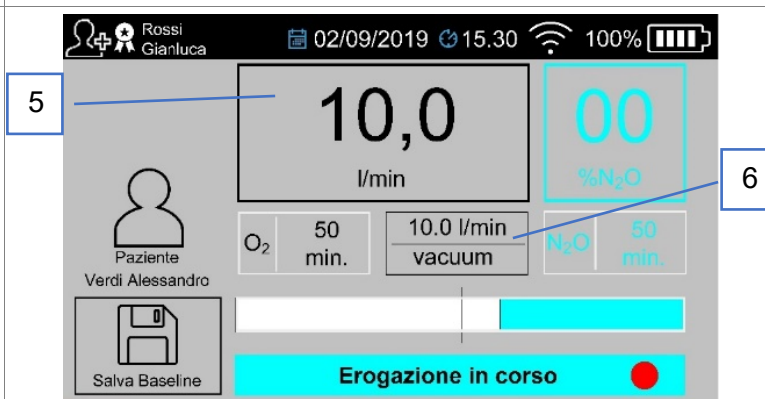 Rossi
Gianluca
02/09/2019 15.30 100%
5
10,0
l/min
00
%N₂O
6
Paziente
Verdi Alessandro
O₂ 50 min.
10.0 l/min
vacuum
N₂O 50 min.
Salva Baseline
Erogazione in corso